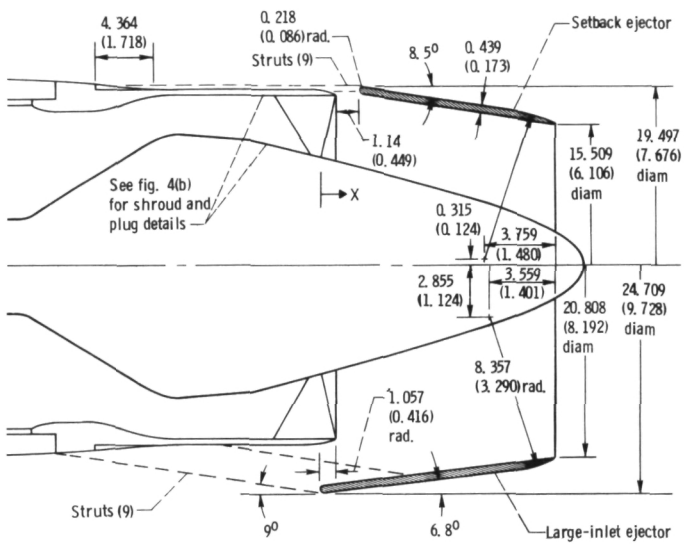 4.364
(1.718)
0.218
(0.086)rad.
Struts (9)
8.5⁰
0.439
(0.173)
Setback ejector
1.14
(0.449)
19.497
(7.676)
diam
15.509
(6.106)
diam
See fig. 4(b)
for shroud and
plug details
X
0.315
(0.124)
3.759
(1.480)
2.855
(1.124)
3.559
(1.401)
20.808
(8.192)
diam
24.709
(9.728)
diam
8.357
(3.290)rad.
1.057
(0.416)
rad.
Struts (9)
9⁰
6.8⁰
Large-inlet ejector